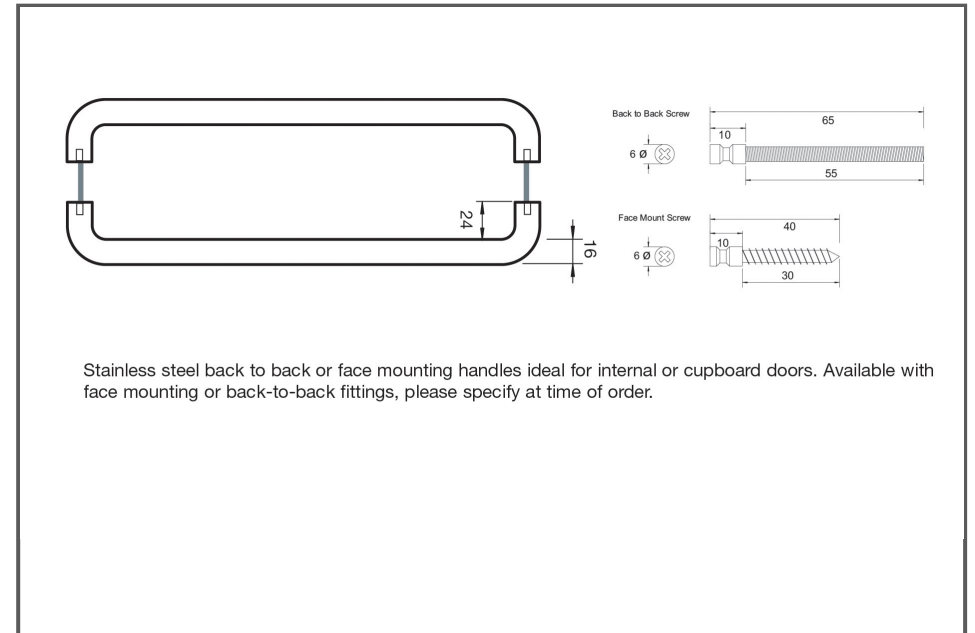 Back to Back Screw
65
10
6 Ø
55
24
16
Face Mount Screw
40
10
6 Ø
30
Stainless steel back to back or face mounting handles ideal for internal or cupboard doors. Available with
face mounting or back-to-back fittings, please specify at time of order.